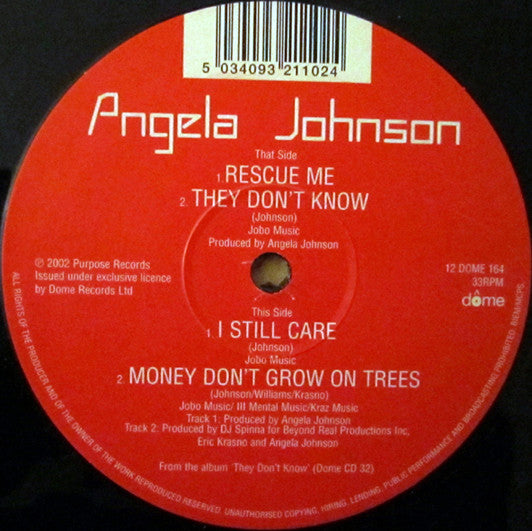 5 034093 211024
Angela Johnson
That Side
1. RESCUE ME
2. THEY DON'T KNOW
(Johnson)
Jobo Music
Produced by Angela Johnson
℗ 2002 Purpose Records
Issued under exclusive licence
by Dome Records Ltd
12 DOME 164
33RPM
dôme
This Side
1. I STILL CARE
(Johnson)
Jobo Music
2. MONEY DON'T GROW ON TREES
(Johnson/Williams/Krasno)
Jobo Music/ III Mental Music/Kraz Music
Track 1: Produced by Angela Johnson
Track 2: Produced by DJ Spinna for Beyond Real Productions Inc,
Eric Krasno and Angela Johnson
From the album 'They Don't Know' (Dome CD 32)
ALL RIGHTS OF THE PRODUCER AND OF THE OWNER OF THE WORK REPRODUCED RESERVED. UNAUTHORISED COPYING, HIRING, LENDING, PUBLIC PERFORMANCE AND BROADCASTING PROHIBITED. BIEM/MCPS.